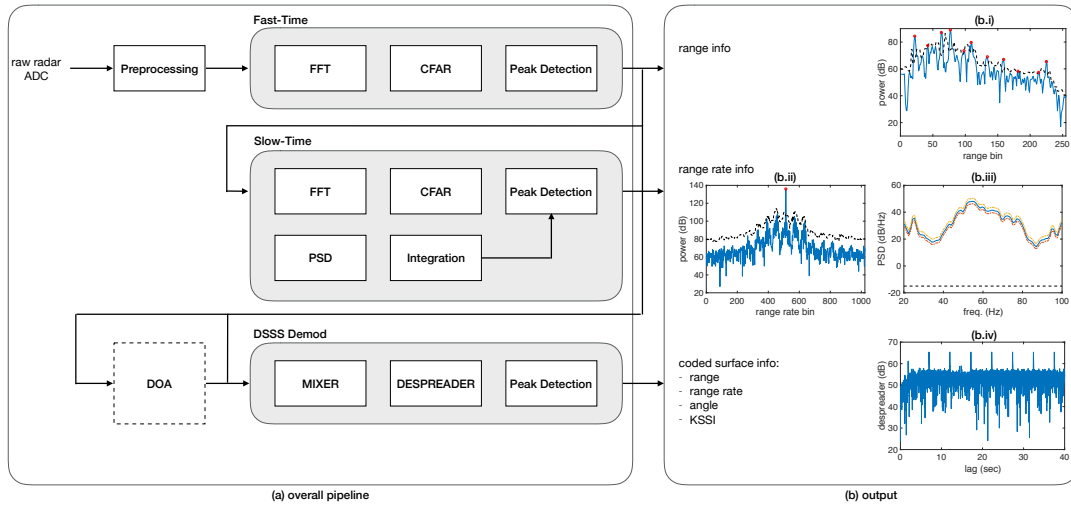 Fast-Time
raw radar
ADC
Preprocessing
FFT
CFAR
Peak Detection
Slow-Time
FFT
CFAR
Peak Detection
PSD
Integration
DSSS Demod
DOA
MIXER
DESPREADER
Peak Detection
(a) overall pipeline
range info
(b.i)
power (dB)
80
60
40
20
0
50
100
150
200
250
range bin
range rate info
(b.ii)
power (dB)
140
120
100
80
60
40
20
0
200
400
600
800
1000
range rate bin
(b.iii)
PSD (dB/Hz)
60
40
20
0
-20
20
40
60
80
100
freq. (Hz)
coded surface info:
- range
- range rate
- angle
- KSSI
(b.iv)
despreader (dB)
70
60
50
40
30
20
0
10
20
30
40
lag (sec)
(b) output